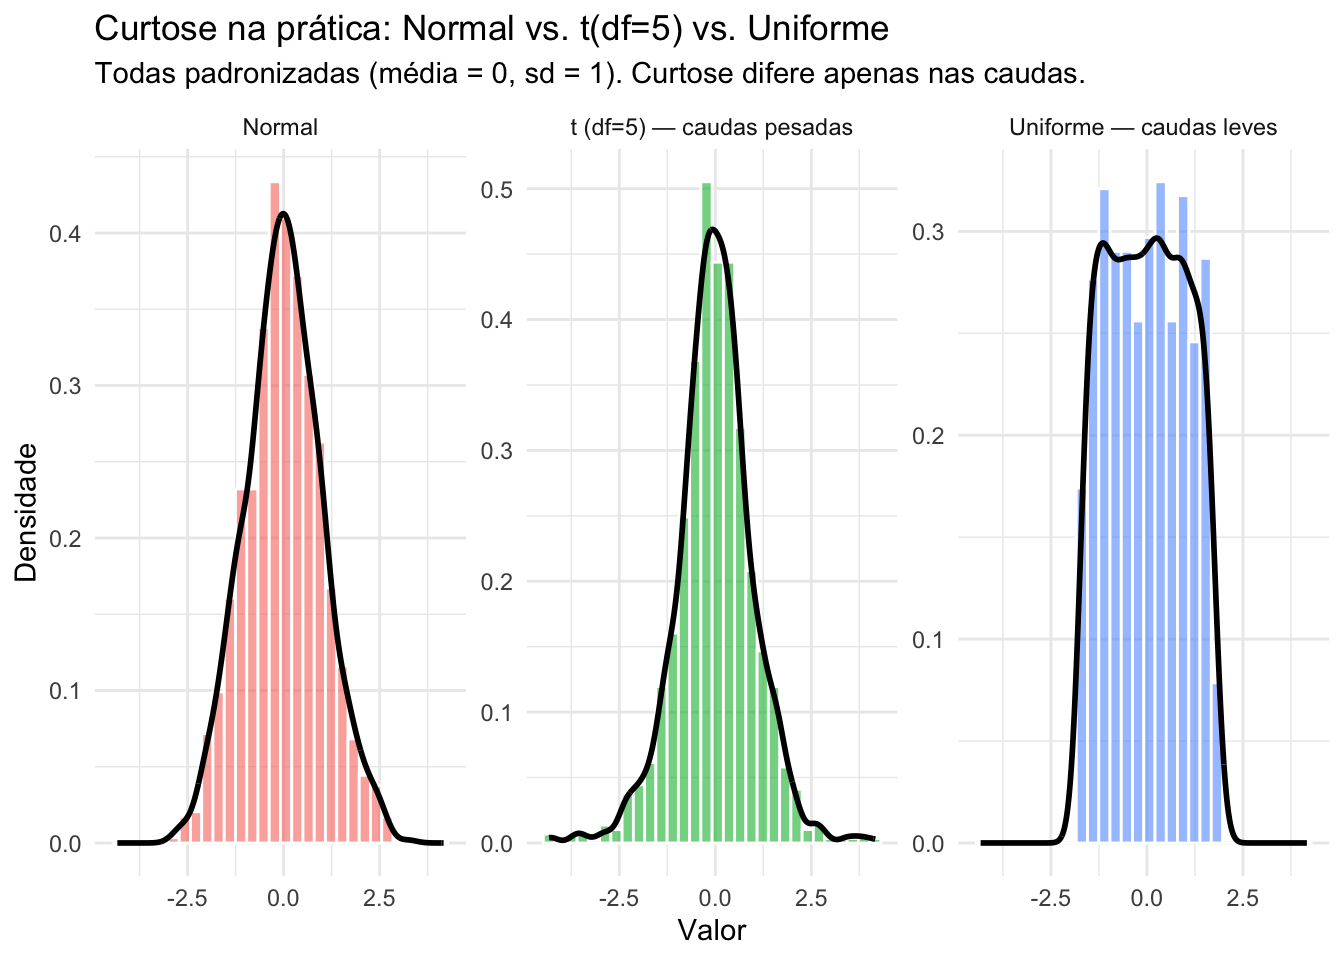 Curtose na prática: Normal vs. t(df=5) vs. Uniforme
Todas padronizadas (média = 0, sd = 1). Curtose difere apenas nas caudas.
Normal
t (df=5) — caudas pesadas
Uniforme — caudas leves
Densidade
0.4
0.3
0.2
0.1
0.0
0.5
0.4
0.3
0.2
0.1
0.0
0.3
0.2
0.1
0.0
-2.5 0.0 2.5
-2.5 0.0 2.5
-2.5 0.0 2.5
Valor